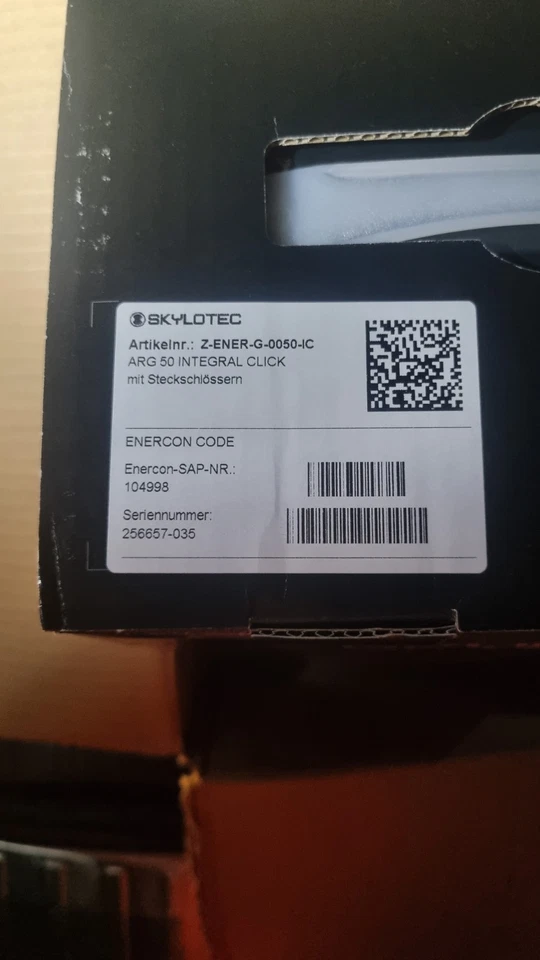 SKYLOTEC
Artikelnr.: Z-ENER-G-0050-IC
ARG 50 INTEGRAL CLICK
mit Steckschlössern
ENERCON CODE
Enercon-SAP-NR.:
104998
Seriennummer:
256657-035